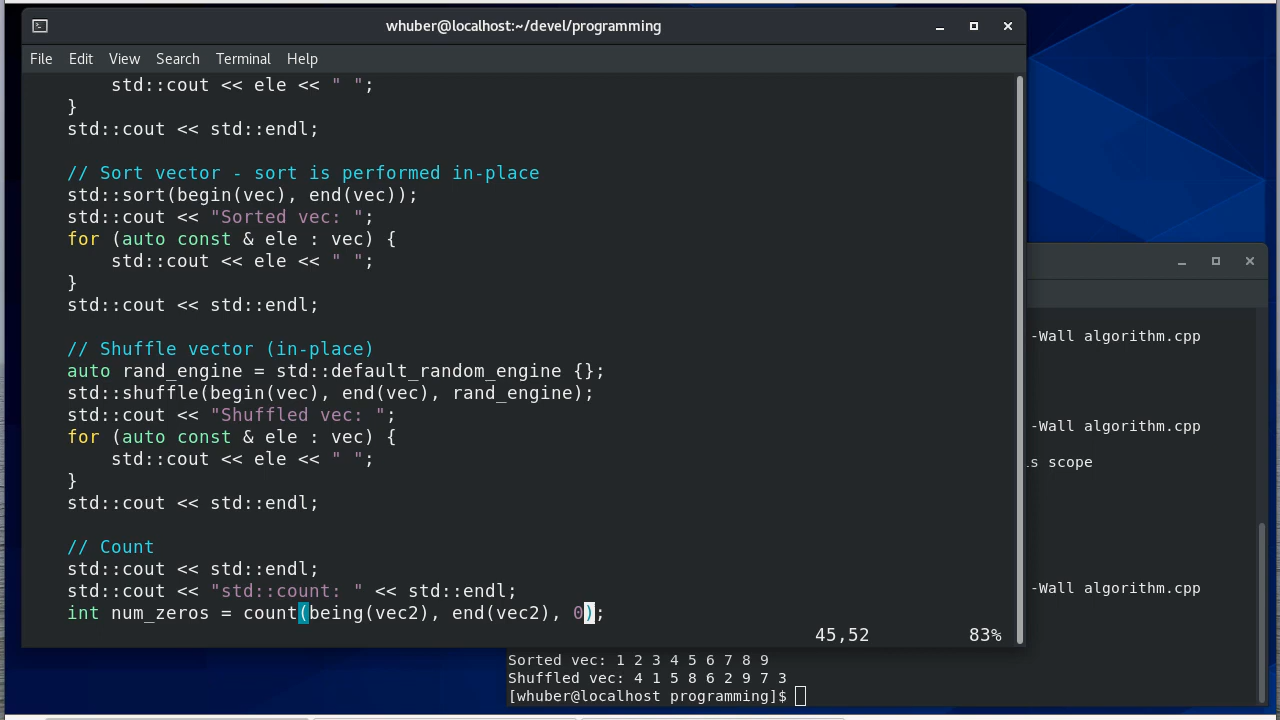 whuber@localhost:~/devel/programming
File Edit View Search Terminal Help
std::cout << ele << " ";
}
std::cout << std::endl;
// Sort vector - sort is performed in-place
std::sort(begin(vec), end(vec));
std::cout << "Sorted vec: ";
for (auto const & ele : vec) {
std::cout << ele << " ";
}
std::cout << std::endl;
// Shuffle vector (in-place)
auto rand_engine = std::default_random_engine {};
std::shuffle(begin(vec), end(vec), rand_engine);
std::cout << "Shuffled vec: ";
for (auto const & ele : vec) {
std::cout << ele << " ";
}
std::cout << std::endl;
// Count
std::cout << std::endl;
std::cout << "std::count: " << std::endl;
int num_zeros = count(being(vec2), end(vec2), 0);
45,52 83%
-Wall algorithm.cpp
-Wall algorithm.cpp
is scope
-Wall algorithm.cpp
Sorted vec: 1 2 3 4 5 6 7 8 9
Shuffled vec: 4 1 5 8 6 2 9 7 3
[whuber@localhost programming]$